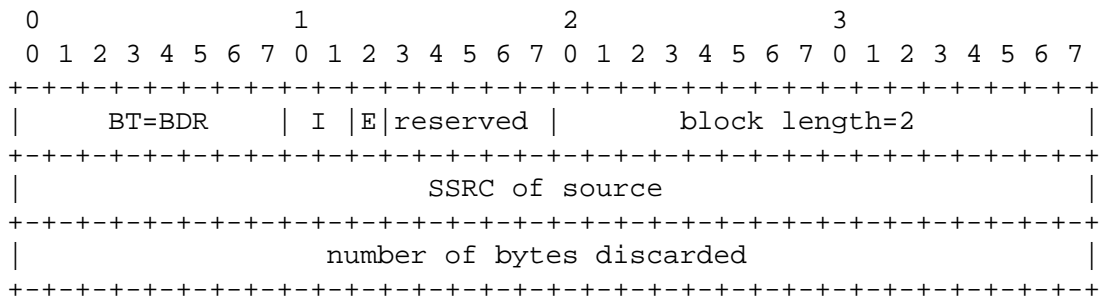 0                   1               2               3
 0 1 2 3 4 5 6 7 0 1 2 3 4 5 6 7 0 1 2 3 4 5 6 7 0 1 2 3 4 5 6 7
+-+-+-+-+-+-+-+-+-+-+-+-+-+-+-+-+-+-+-+-+-+-+-+-+-+-+-+-+-+-+-+-+
|     BT=BDR    | I |E|reserved |       block length=2          |
+-+-+-+-+-+-+-+-+-+-+-+-+-+-+-+-+-+-+-+-+-+-+-+-+-+-+-+-+-+-+-+-+
|                        SSRC of source                         |
+-+-+-+-+-+-+-+-+-+-+-+-+-+-+-+-+-+-+-+-+-+-+-+-+-+-+-+-+-+-+-+-+
|                  number of bytes discarded                    |
+-+-+-+-+-+-+-+-+-+-+-+-+-+-+-+-+-+-+-+-+-+-+-+-+-+-+-+-+-+-+-+-+